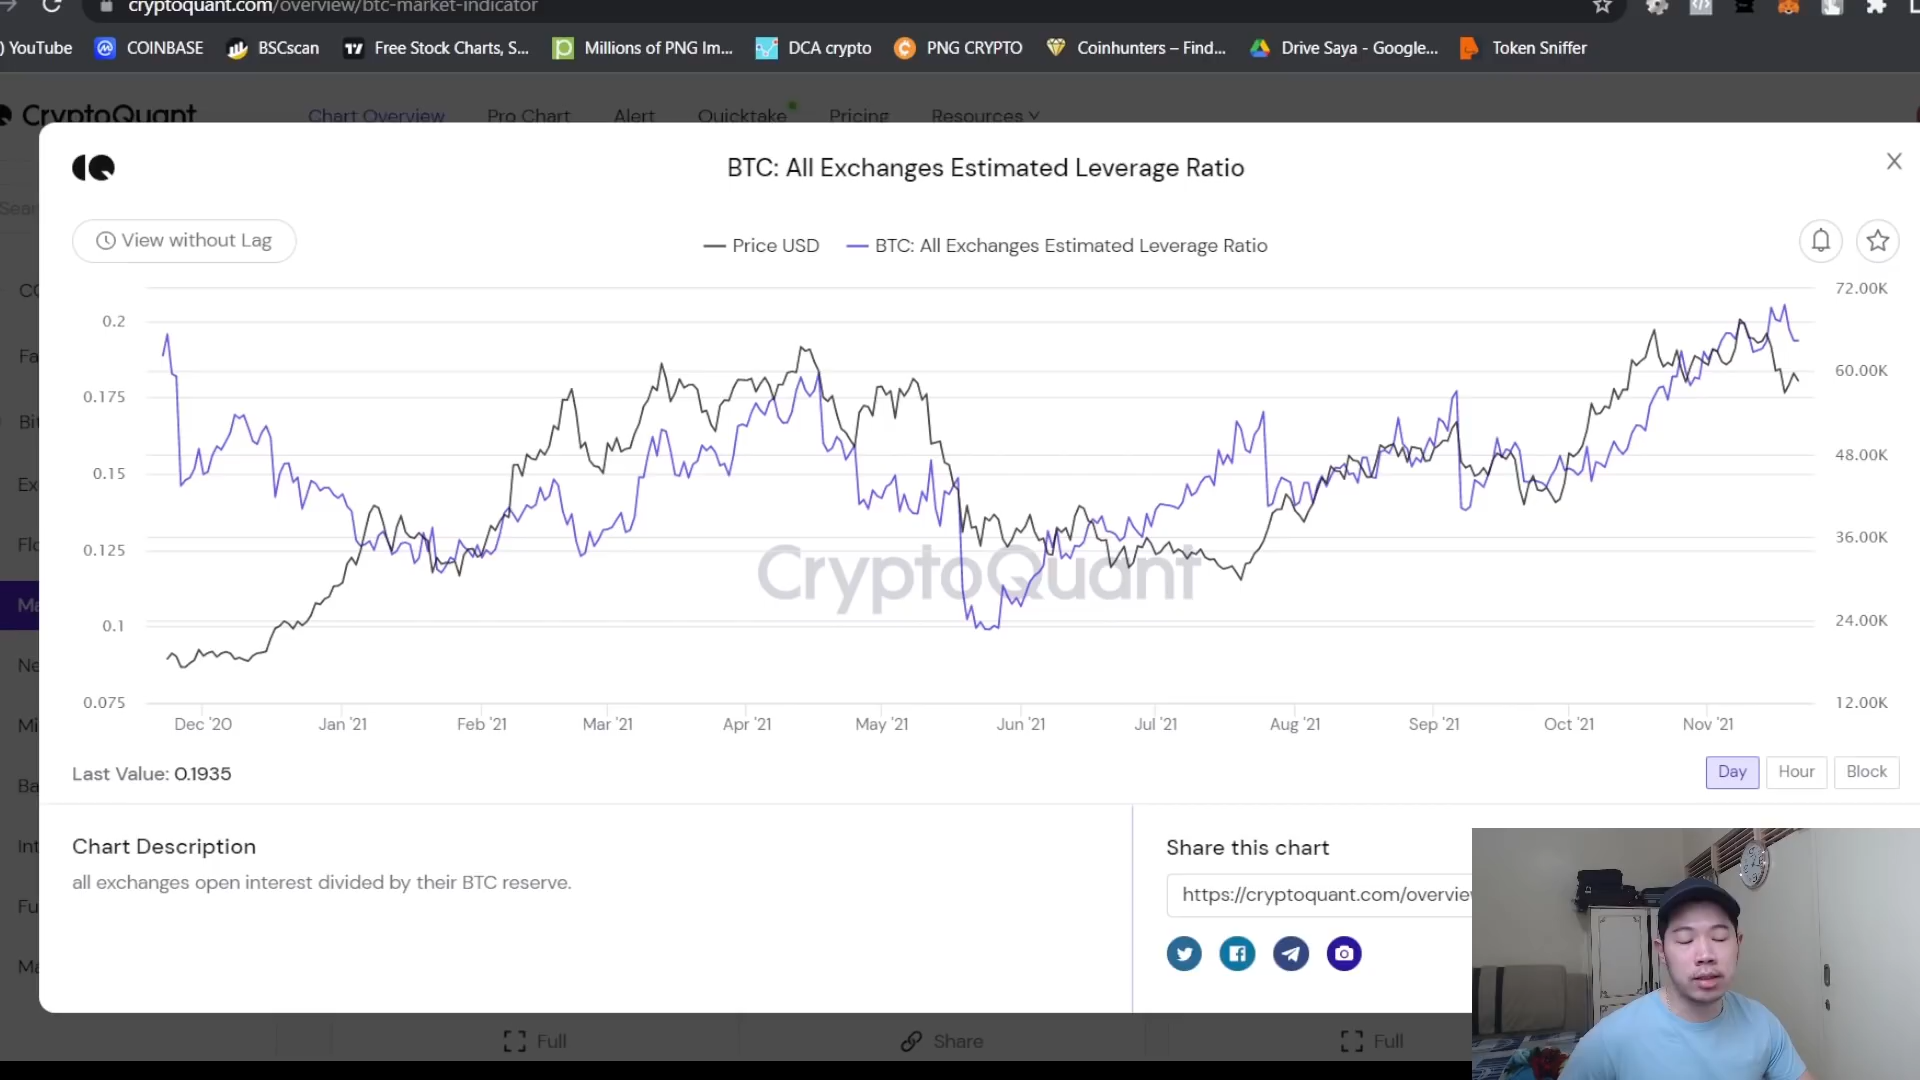 cryptoquant.com/overview/btc-market-indicator
YouTube COINBASE BSCscan Free Stock Charts, S... Millions of PNG Im... DCA crypto PNG CRYPTO Coinhunters – Find... Drive Saya - Google... Token Sniffer
CryptoQuant Chart Overview Pro Chart Alert Quicktake Pricing Resources
BTC: All Exchanges Estimated Leverage Ratio
View without Lag
Price USD BTC: All Exchanges Estimated Leverage Ratio
72.00K
0.2
60.00K
0.175
48.00K
0.15
36.00K
0.125
CryptoQuant
24.00K
0.1
12.00K
0.075
Dec '20 Jan '21 Feb '21 Mar '21 Apr '21 May '21 Jun '21 Jul '21 Aug '21 Sep '21 Oct '21 Nov '21
Last Value: 0.1935
Day Hour Block
Chart Description
all exchanges open interest divided by their BTC reserve.
Share this chart
https://cryptoquant.com/overvie
Full Share Full